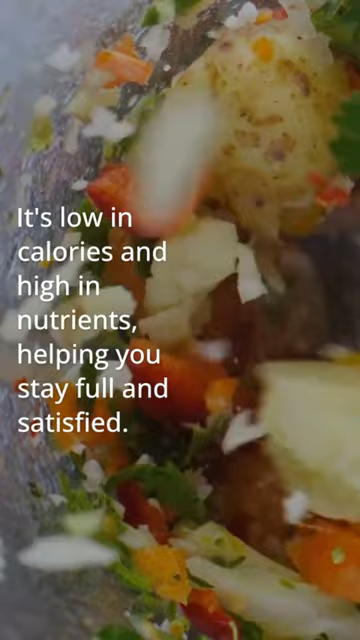 It's low in
calories and
high in
nutrients,
helping you
stay full and
satisfied.